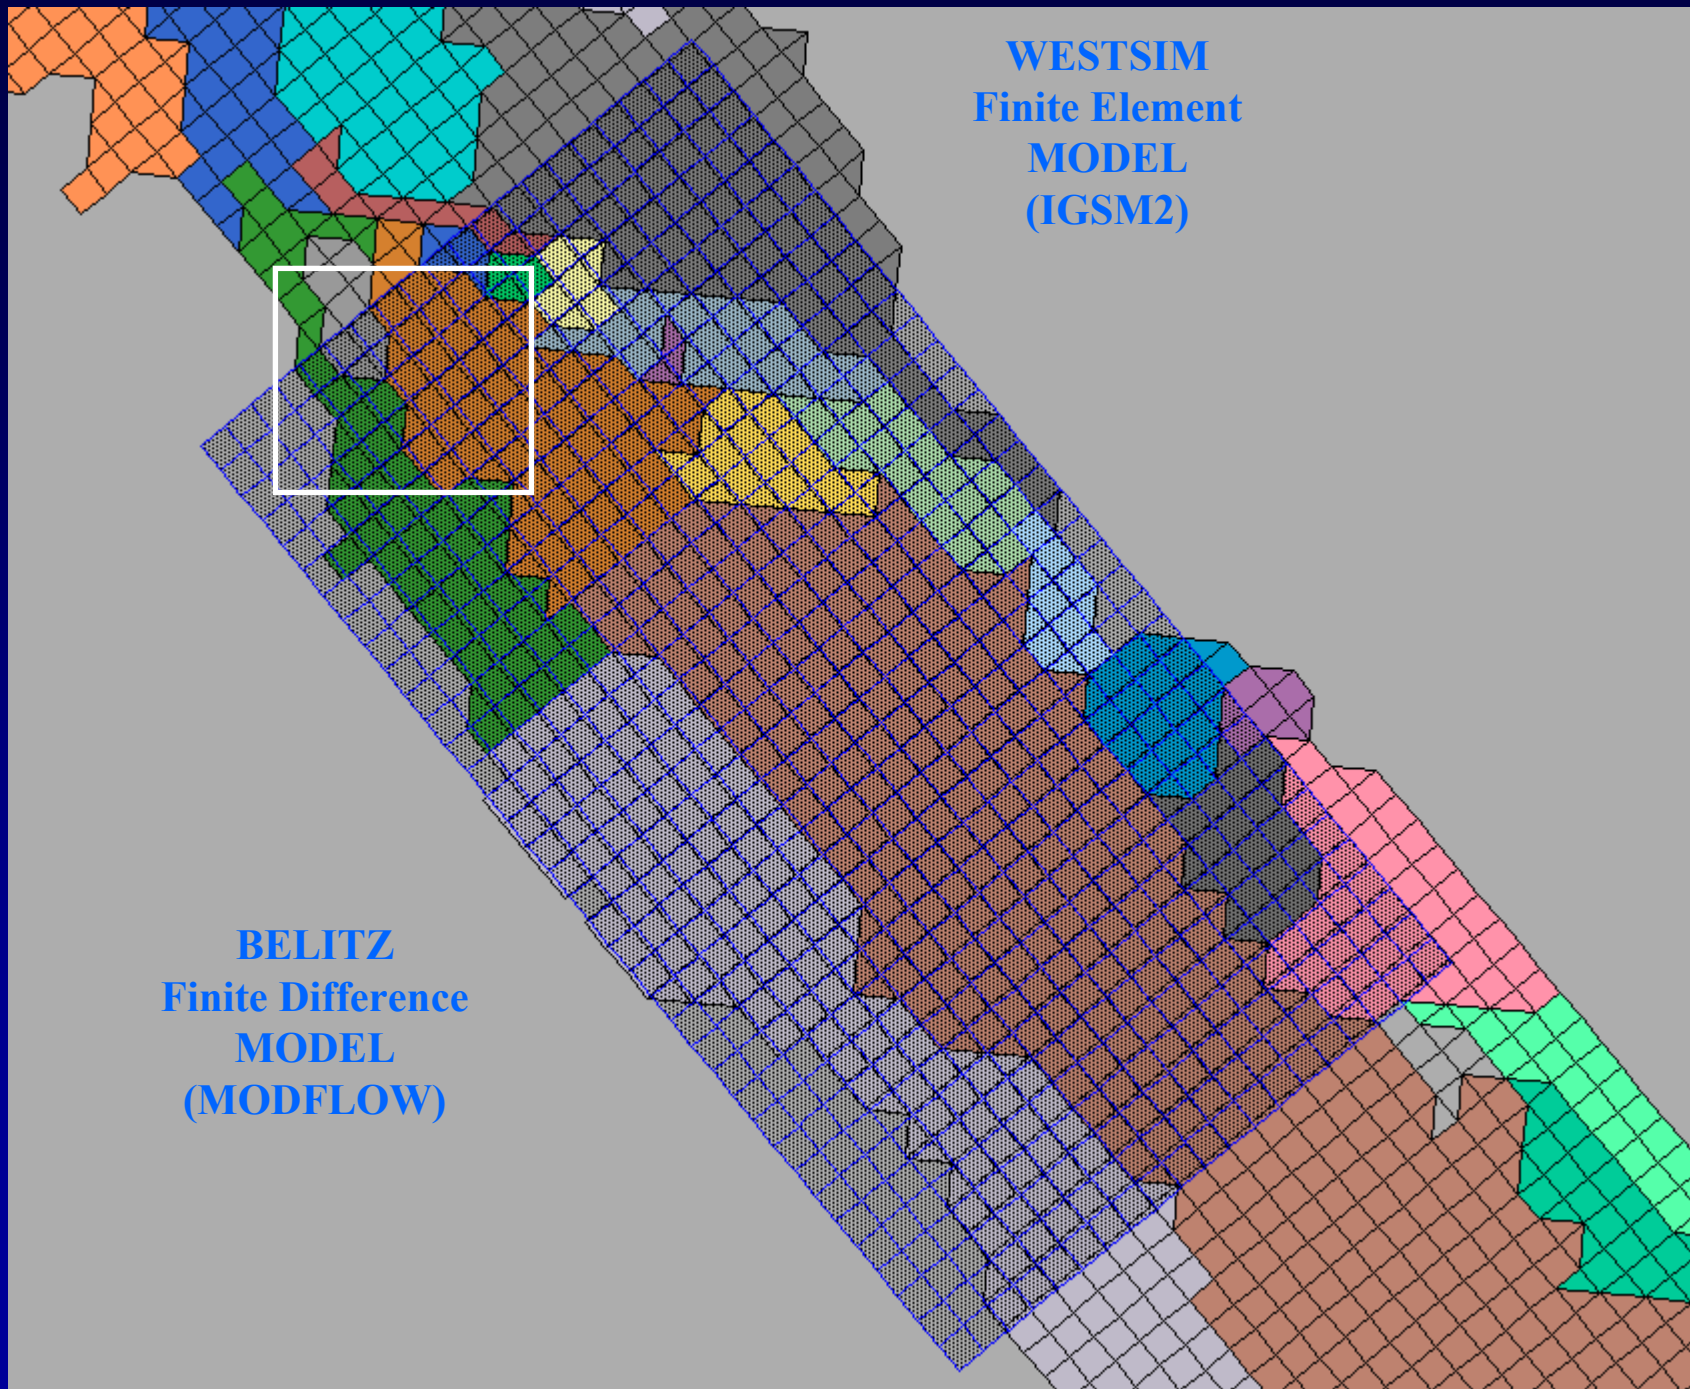 WESTSIM
Finite Element
MODEL
(IGSM2)
BELITZ
Finite Difference
MODEL
(MODFLOW)